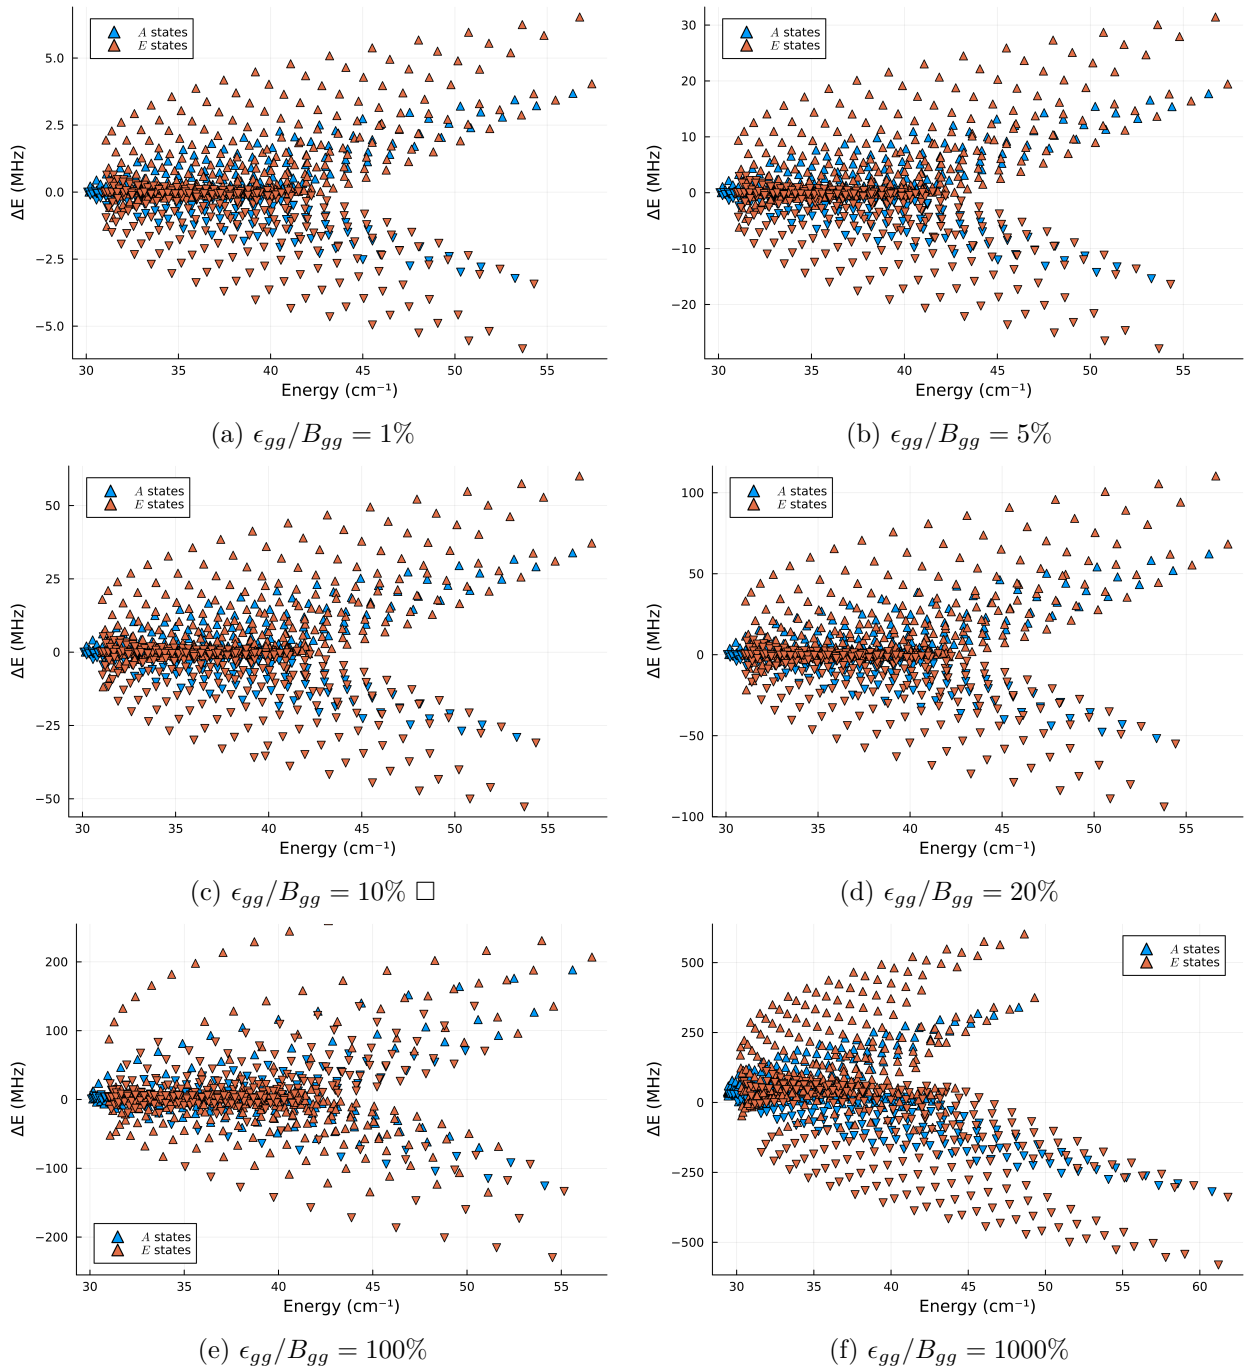 A states
E states
5.0
2.5
0.0
−2.5
−5.0
ΔE (MHz)
30 35 40 45 50 55
Energy (cm⁻¹)
(a) ϵgg/Bgg = 1%
A states
E states
30
20
10
0
−10
−20
ΔE (MHz)
30 35 40 45 50 55
Energy (cm⁻¹)
(b) ϵgg/Bgg = 5%
A states
E states
50
25
0
−25
−50
ΔE (MHz)
30 35 40 45 50 55
Energy (cm⁻¹)
(c) ϵgg/Bgg = 10% □
A states
E states
100
50
0
−50
−100
ΔE (MHz)
30 35 40 45 50 55
Energy (cm⁻¹)
(d) ϵgg/Bgg = 20%
200
100
0
−100
−200
ΔE (MHz)
A states
E states
30 35 40 45 50 55
Energy (cm⁻¹)
(e) ϵgg/Bgg = 100%
A states
E states
500
250
0
−250
−500
ΔE (MHz)
30 35 40 45 50 55 60
Energy (cm⁻¹)
(f) ϵgg/Bgg = 1000%